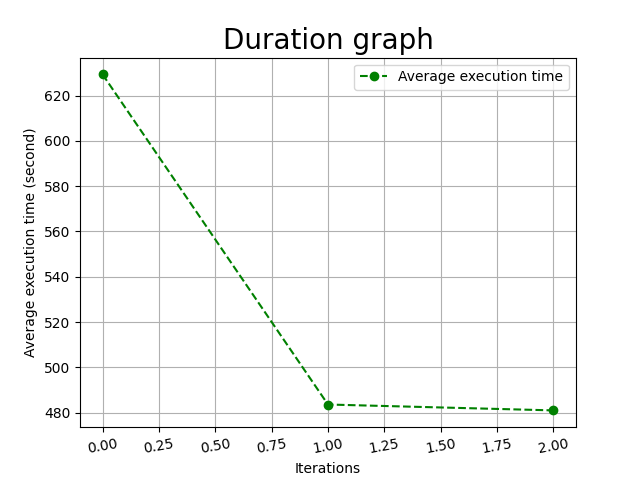 Duration graph
Average execution time
620
600
580
560
540
520
500
480
Average execution time (second)
0.00 0.25 0.50 0.75 1.00 1.25 1.50 1.75 2.00
Iterations